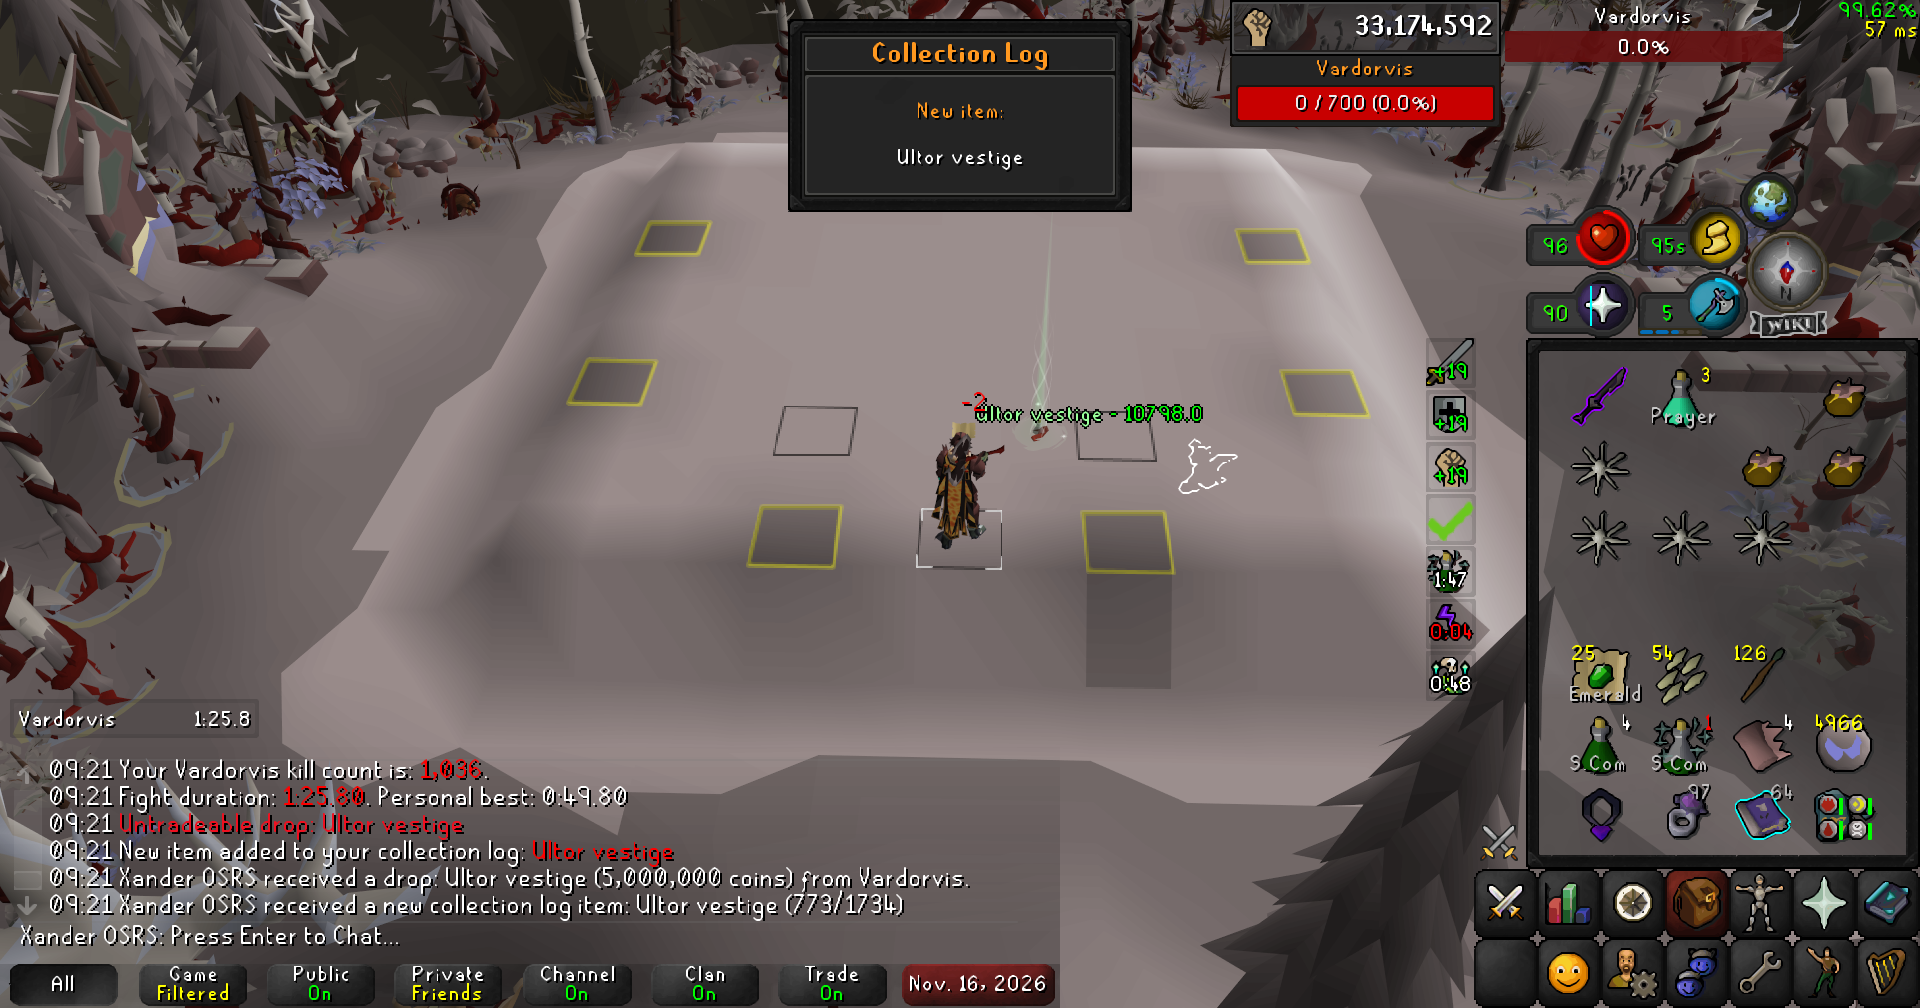 Collection Log
New item:
Ultor vestige
33,174,592
Vardorvis
0 / 700 (0.0%)
Vardorvis
0.0%
99.62%
57 ms
96
95s
90
5
WIKI
N
-2
Ultor vestige - 10798.0
+19
+19
+19
1:47
0:04
0:48
3
Prayer
25
54
126
Emerald
4
1
4
4966
S.Com
S.Com
97
64
Vardorvis 1:25.8
09:21 Your Vardorvis kill count is: 1,036.
09:21 Fight duration: 1:25.80. Personal best: 0:49.80
09:21 Untradeable drop: Ultor vestige
09:21 New item added to your collection log: Ultor vestige
09:21 Xander OSRS received a drop: Ultor vestige (5,000,000 coins) from Vardorvis.
09:21 Xander OSRS received a new collection log item: Ultor vestige (773/1734)
Xander OSRS: Press Enter to Chat...
All
Game
Filtered
Public
On
Private
Friends
Channel
On
Clan
On
Trade
On
Nov. 16, 2026